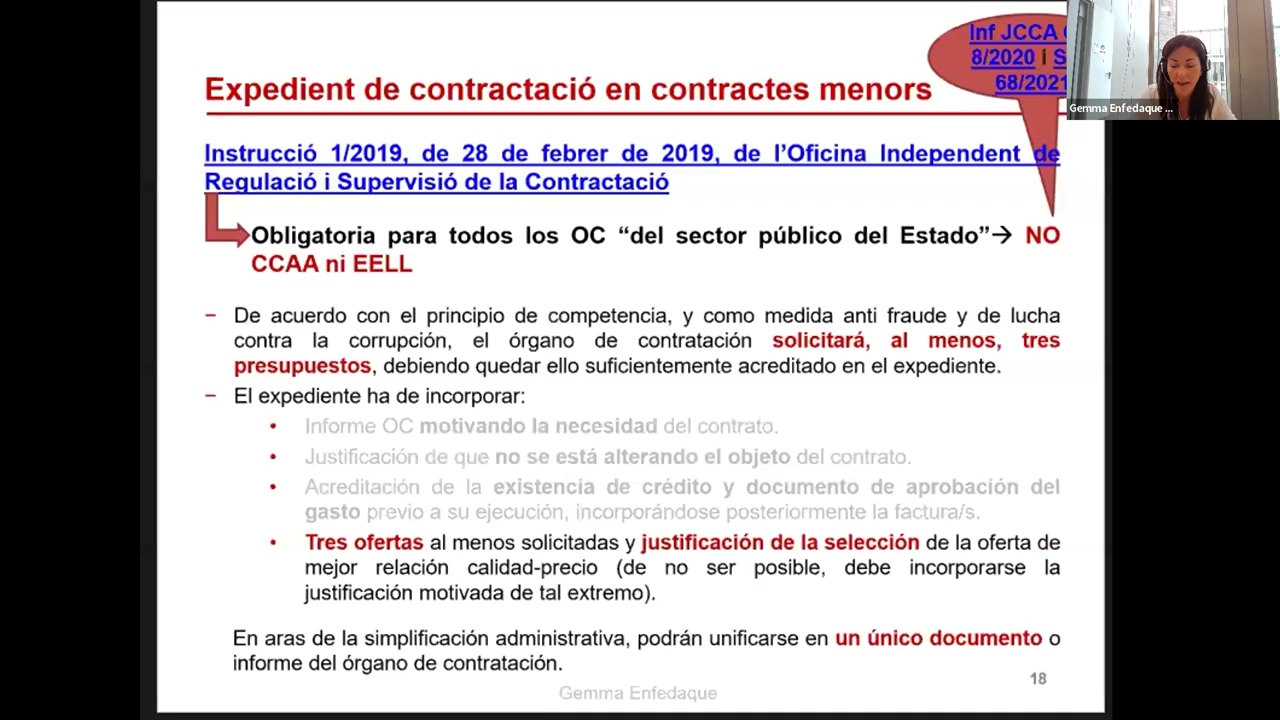 Inf JCCA
8/2020 i
68/2021
Gemma Enfedaque ...
Expedient de contractació en contractes menors
Instrucció 1/2019, de 28 de febrer de 2019, de l’Oficina Independent de
Regulació i Supervisió de la Contractació
Obligatoria para todos los OC “del sector público del Estado”→ NO
CCAA ni EELL
– De acuerdo con el principio de competencia, y como medida anti fraude y de lucha
contra la corrupción, el órgano de contratación solicitará, al menos, tres
presupuestos, debiendo quedar ello suficientemente acreditado en el expediente.
– El expediente ha de incorporar:
• Informe OC motivando la necesidad del contrato.
• Justificación de que no se está alterando el objeto del contrato.
• Acreditación de la existencia de crédito y documento de aprobación del
gasto previo a su ejecución, incorporándose posteriormente la factura/s.
• Tres ofertas al menos solicitadas y justificación de la selección de la oferta de
mejor relación calidad-precio (de no ser posible, debe incorporarse la
justificación motivada de tal extremo).
En aras de la simplificación administrativa, podrán unificarse en un único documento o
informe del órgano de contratación.
18
Gemma Enfedaque